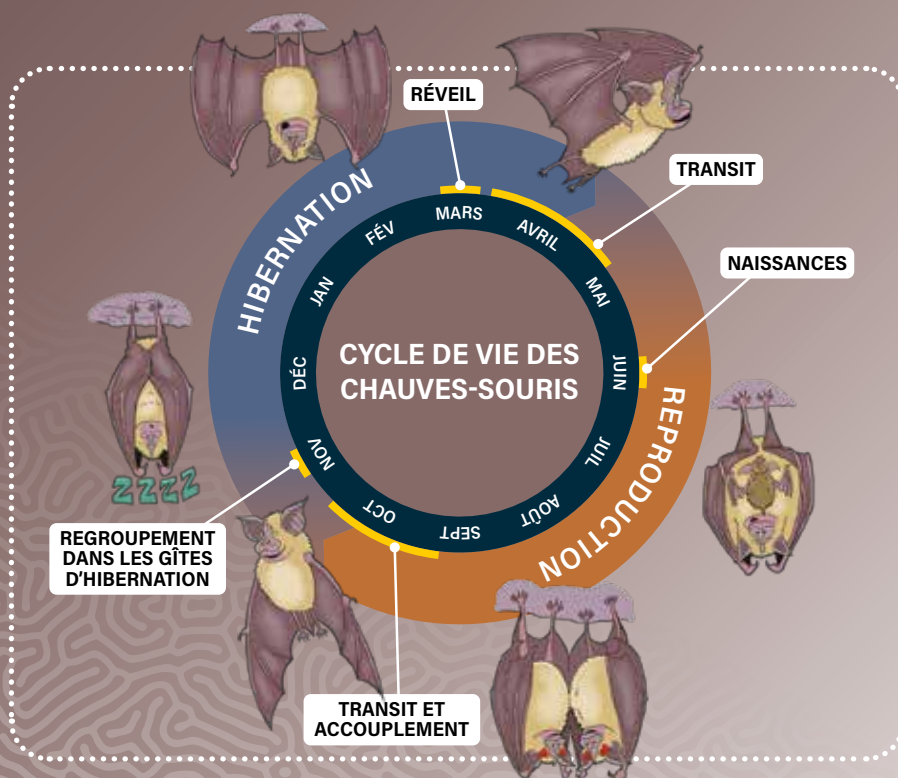 RÉVEIL
TRANSIT
NAISSANCES
HIBERNATION
MARS
AVRIL
MAI
JUIN
JUIL
AOÛT
SEPT
OCT
NOV
DÉC
JAN
FÉV
CYCLE DE VIE DES
CHAUVES-SOURIS
REPRODUCTION
ZZZZ
REGROUPEMENT
DANS LES GÎTES
D'HIBERNATION
TRANSIT ET
ACCOUPLEMENT